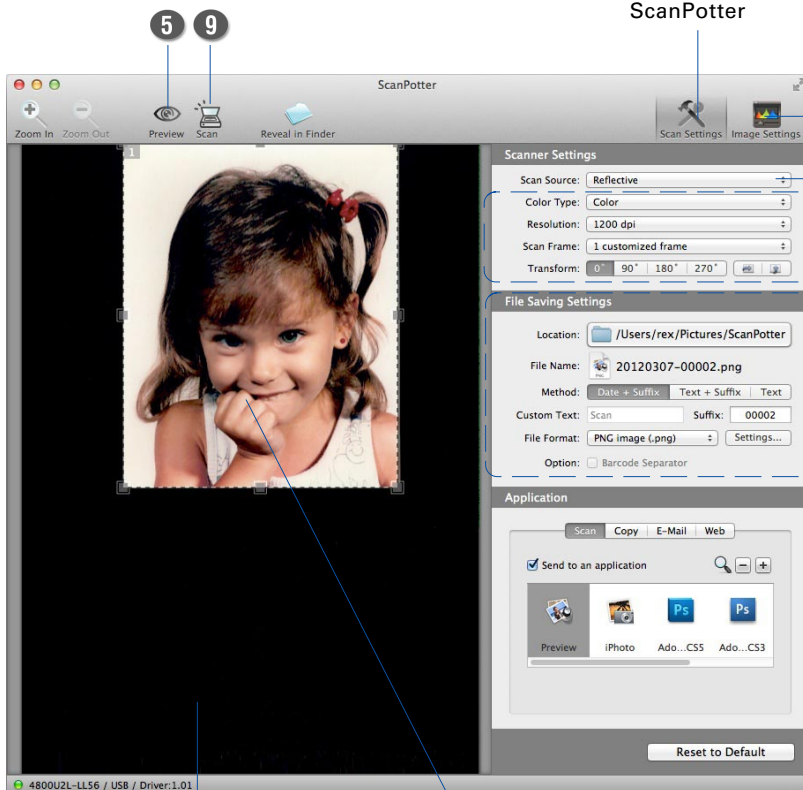 ScanPotter
5 9
ScanPotter
Zoom In Zoom Out Preview Scan Reveal in Finder Scan Settings Image Settings
1
Scanner Settings
Scan Source: Reflective
Color Type: Color
Resolution: 1200 dpi
Scan Frame: 1 customized frame
Transform: 0° 90° 180° 270°
File Saving Settings
Location: /Users/rex/Pictures/ScanPotter
File Name: PNG 20120307-00002.png
Method: Date + Suffix Text + Suffix Text
Custom Text: Scan Suffix: 00002
File Format: PNG image (.png) Settings...
Option: Barcode Separator
Application
Scan Copy E-Mail Web
Send to an application
Ps Ps
Preview iPhoto Ado...CS5 Ado...CS3
Reset to Default
4800U2L-LL56 / USB / Driver:1.01